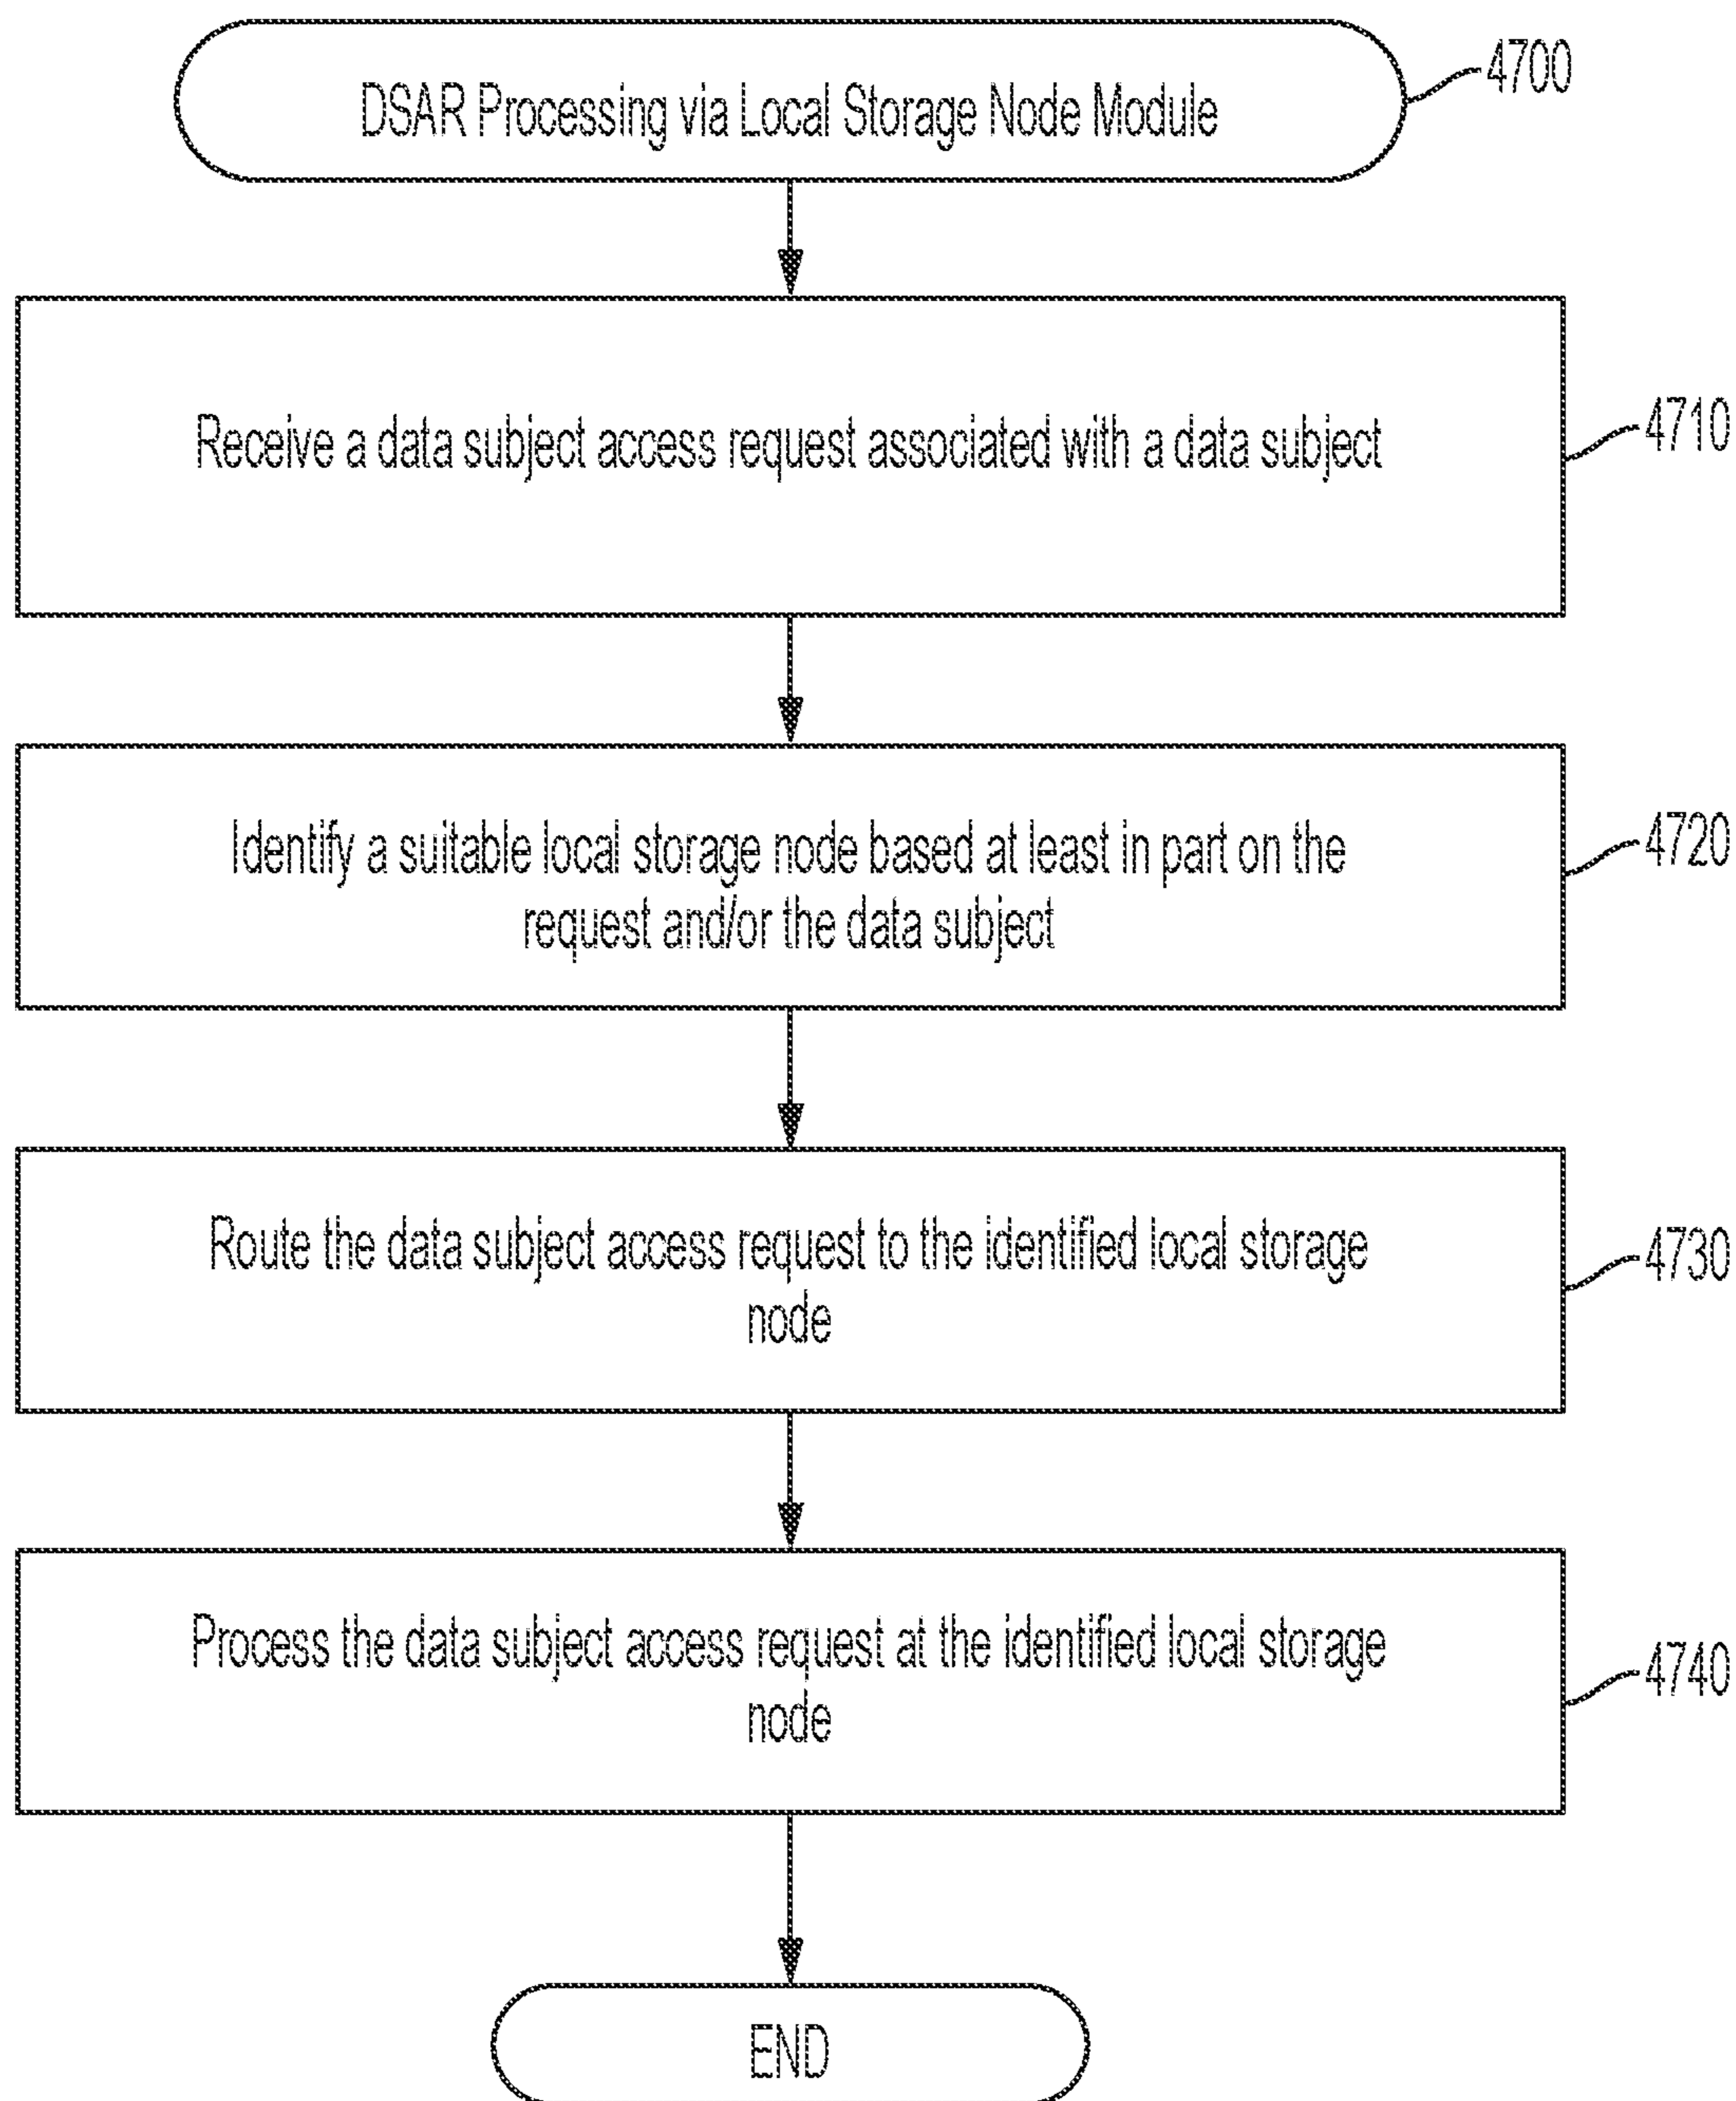 DSAR Processing via Local Storage Node Module
4700
Receive a data subject access request associated with a data subject
4710
Identify a suitable local storage node based at least in part on the
request and/or the data subject
4720
Route the data subject access request to the identified local storage
node
4730
Process the data subject access request at the identified local storage
node
4740
END